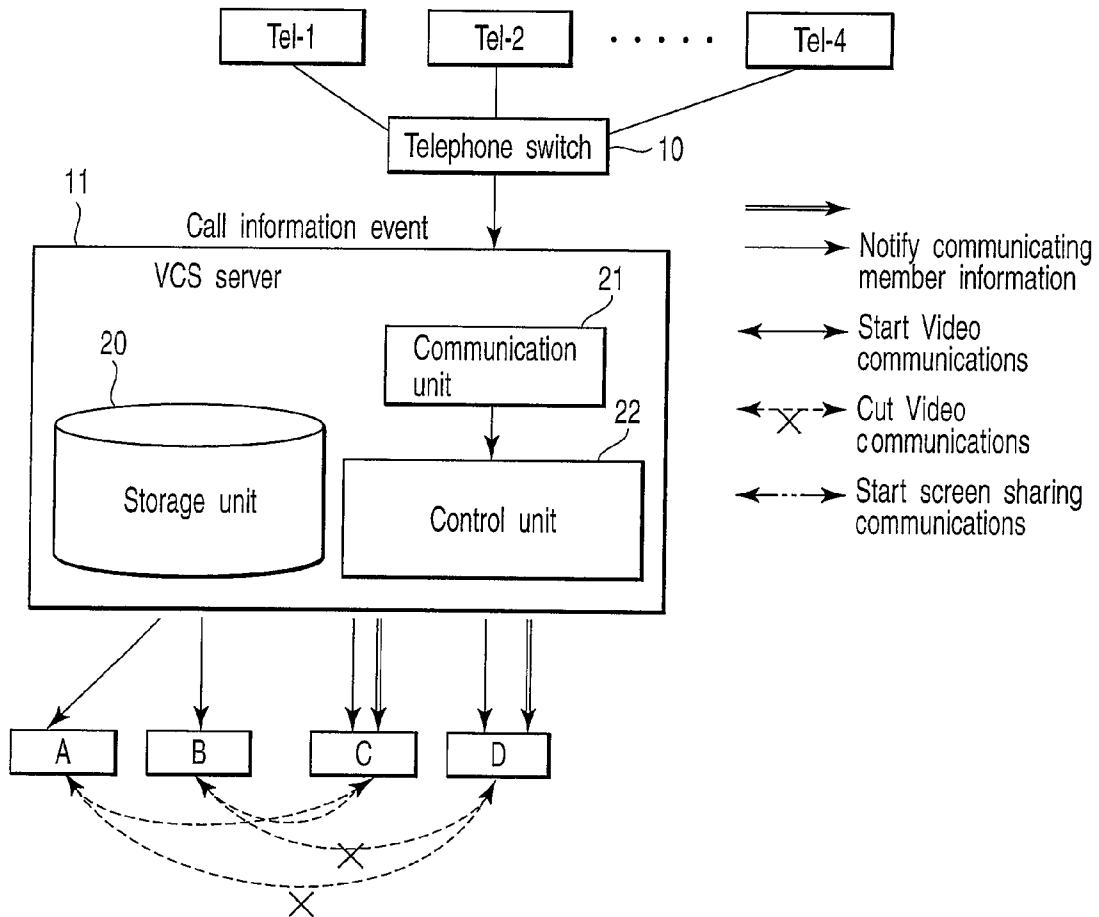 Tel-1
Tel-2
. . . . .
Tel-4
Telephone switch
10
11
Call information event
VCS server
21
Communication
unit
20
22
Storage unit
Control unit
Notify communicating
member information
Start Video
communications
Cut Video
communications
Start screen sharing
communications
A
B
C
D